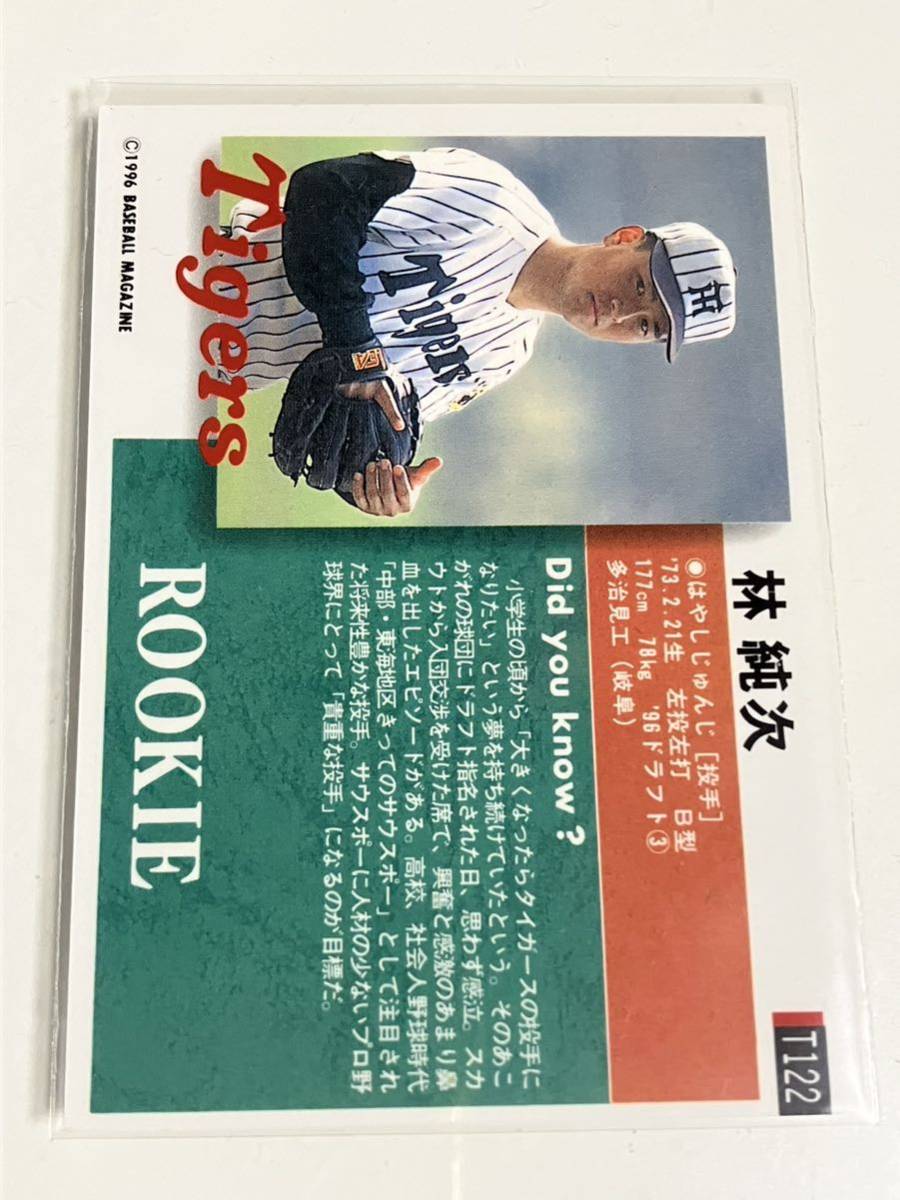 T122
林 純次
●はやしじゅんじ [投手]
'73.2.21生 左投左打 B型
177cm 78kg '96ドラフト③
多治見工（岐阜）
Tigers
H
Tigers
Did you know?
小学生の頃から「大きくなったらタイガースの投手に
なりたい」という夢を持ち続けていたという。そのあこ
がれの球団にドラフト指名された日、思わず感泣。スカ
ウトから入団交渉を受けた席で、興奮と感激のあまり鼻
血を出したエピソードがある。高校、社会人野球時代
「中部・東海地区きってのサウスポー」として注目され
た将来性豊かな投手。サウスポーに人材の少ないプロ野
球界にとって「貴重な投手」になるのが目標だ。
ROOKIE
©1996 BASEBALL MAGAZINE